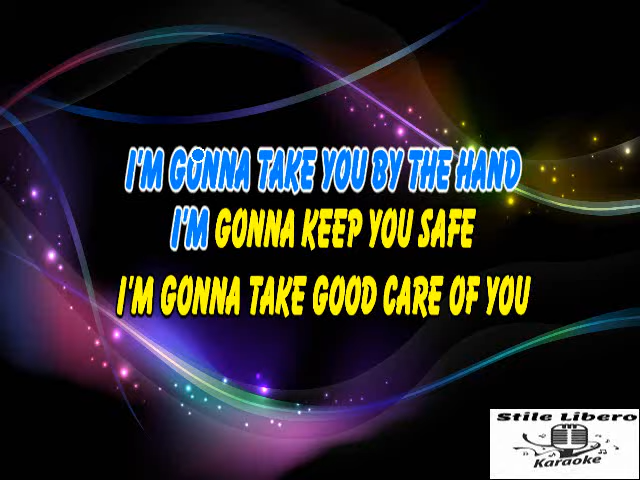 I'M GONNA TAKE YOU BY THE HAND
I'M GONNA KEEP YOU SAFE
I'M GONNA TAKE GOOD CARE OF YOU
Stile Libero
Karaoke